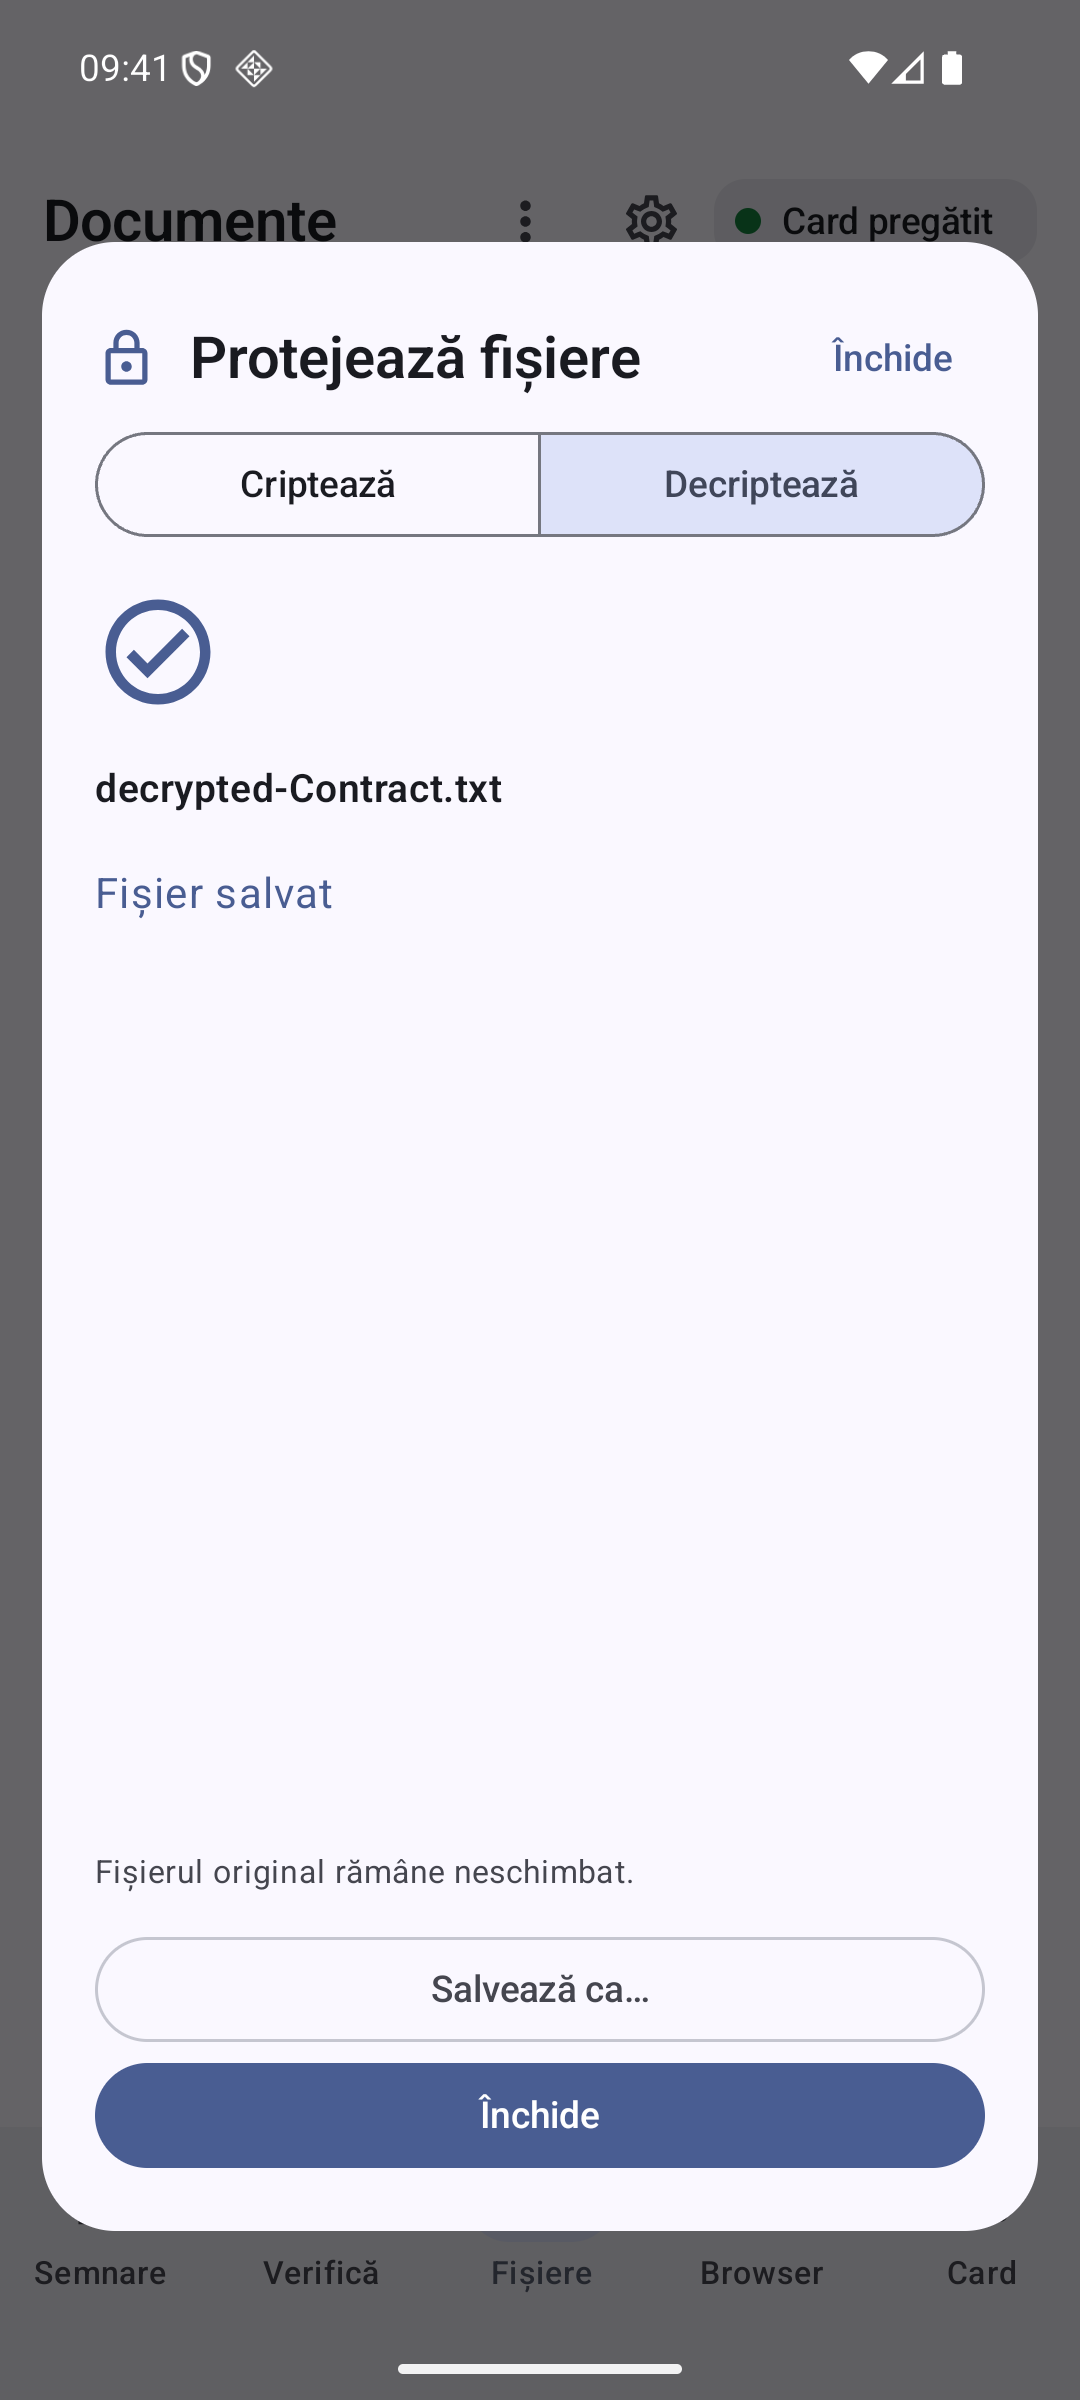 09:41
Documente
Card pregătit
Protejează fișiere
Închide
Criptează
Decriptează
decrypted-Contract.txt
Fișier salvat
Fișierul original rămâne neschimbat.
Salvează ca...
Închide
Semnare
Verifică
Fișiere
Browser
Card